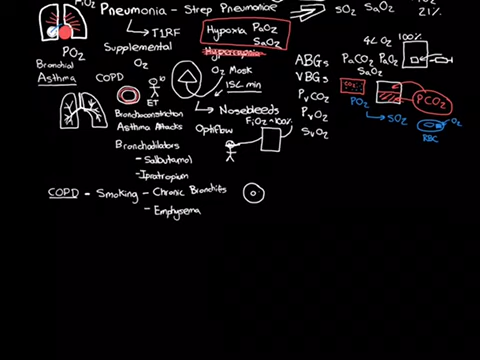 FiO2
Pneumonia - Strep Pneumoniae
SO2 SaO2
21%
T1RF
Hypoxia PaO2
SaO2
Hypercapnia
Supplemental
O2
PO2
Bronchial
Asthma
COPD
ET
O2 Mask
15L min
Nosebleeds
Bronchoconstriction
Asthma Attacks
Optiflow
FiO2 = 100%
Bronchodilators
- Salbutamol
- Ipratropium
COPD = Smoking - Chronic Bronchitis
- Emphysema
ABGs
VBGs
PvCO2
PvO2
SvO2
4L O2 100%
PaCO2 PaO2
SaO2
PCO2
PO2
SO2
O2
RBC